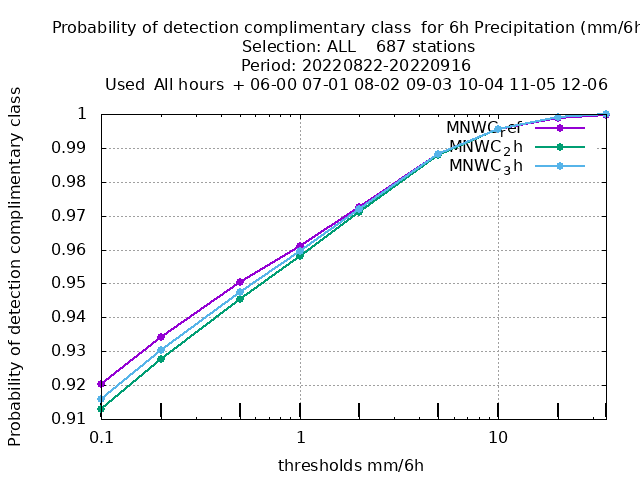 Probability of detection complimentary class for 6h Precipitation (mm/6h
Selection: ALL 687 stations
Period: 20220822-20220916
Used All hours + 06-00 07-01 08-02 09-03 10-04 11-05 12-06
Probability of detection complimentary class
1
0.99
0.98
0.97
0.96
0.95
0.94
0.93
0.92
0.91
MNWC_ref
MNWC_2h
MNWC_3h
0.1
1
10
thresholds mm/6h